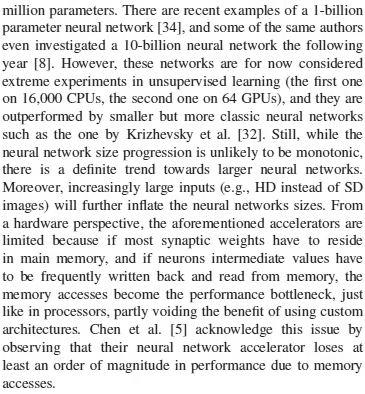 million parameters. There are recent examples of a 1-billion
parameter neural network [34], and some of the same authors
even investigated a 10-billion neural network the following
year [8]. However, these networks are for now considered
extreme experiments in unsupervised learning (the first one
on 16,000 CPUs, the second one on 64 GPUs), and they are
outperformed by smaller but more classic neural networks
such as the one by Krizhevsky et al. [32]. Still, while the
neural network size progression is unlikely to be monotonic,
there is a definite trend towards larger neural networks.
Moreover, increasingly large inputs (e.g., HD instead of SD
images) will further inflate the neural networks sizes. From
a hardware perspective, the aforementioned accelerators are
limited because if most synaptic weights have to reside
in main memory, and if neurons intermediate values have
to be frequently written back and read from memory, the
memory accesses become the performance bottleneck, just
like in processors, partly voiding the benefit of using custom
architectures. Chen et al. [5] acknowledge this issue by
observing that their neural network accelerator loses at
least an order of magnitude in performance due to memory
accesses.